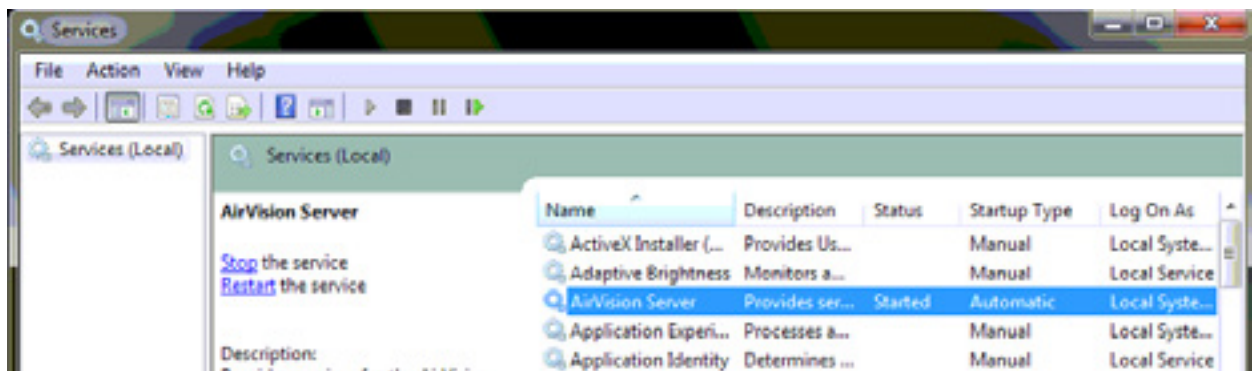 Services
File Action View Help
Services (Local)
Services (Local)
AirVision Server
Stop the service
Restart the service
Description:
Name Description Status Startup Type Log On As
ActiveX Installer (... Provides Us... Manual Local Syste...
Adaptive Brightness Monitors a... Manual Local Service
AirVision Server Provides ser... Started Automatic Local Syste...
Application Experi... Processes a... Manual Local Syste...
Application Identity Determines ... Manual Local Service